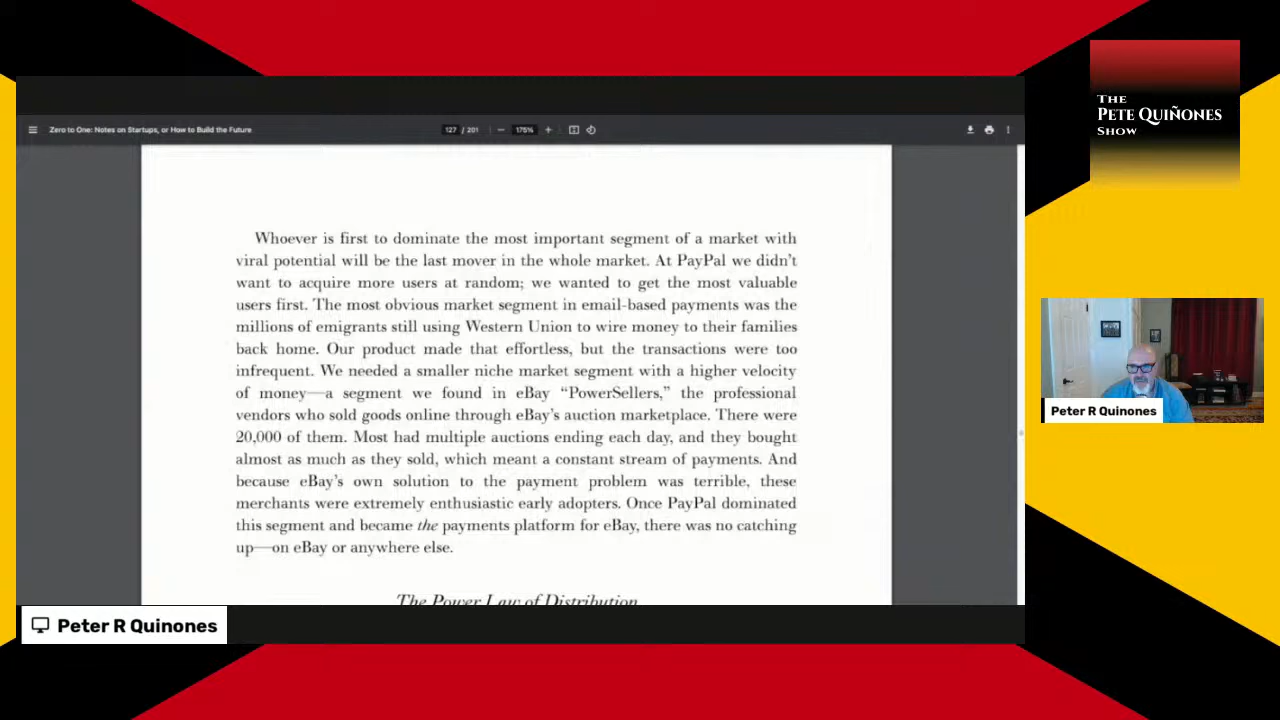 THE
PETE QUIÑONES
SHOW
Zero to One: Notes on Startups, or How to Build the Future
127 / 201
175%
Whoever is first to dominate the most important segment of a market with
viral potential will be the last mover in the whole market. At PayPal we didn't
want to acquire more users at random; we wanted to get the most valuable
users first. The most obvious market segment in email-based payments was the
millions of emigrants still using Western Union to wire money to their families
back home. Our product made that effortless, but the transactions were too
infrequent. We needed a smaller niche market segment with a higher velocity
of money—a segment we found in eBay “PowerSellers,” the professional
vendors who sold goods online through eBay's auction marketplace. There were
20,000 of them. Most had multiple auctions ending each day, and they bought
almost as much as they sold, which meant a constant stream of payments. And
because eBay's own solution to the payment problem was terrible, these
merchants were extremely enthusiastic early adopters. Once PayPal dominated
this segment and became the payments platform for eBay, there was no catching
up—on eBay or anywhere else.
The Power Law of Distribution
Peter R Quinones
Peter R Quinones